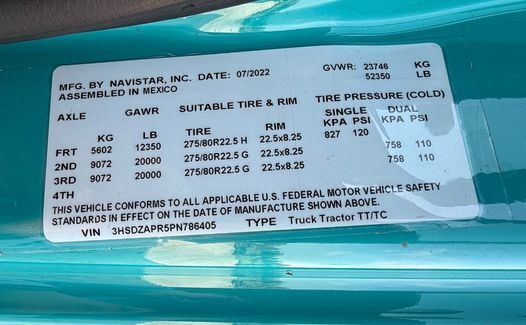 MFG. BY NAVISTAR, INC. DATE: 07/2022 GVWR: 23746 KG
ASSEMBLED IN MEXICO 52350 LB
AXLE GAWR SUITABLE TIRE & RIM TIRE PRESSURE (COLD)
SINGLE DUAL
KG LB TIRE RIM KPA PSI KPA PSI
FRT 5602 12350 275/80R22.5 H 22.5x8.25 827 120
2ND 9072 20000 275/80R22.5 G 22.5x8.25 758 110
3RD 9072 20000 275/80R22.5 G 22.5x8.25 758 110
4TH
THIS VEHICLE CONFORMS TO ALL APPLICABLE U.S. FEDERAL MOTOR VEHICLE SAFETY
STANDARDS IN EFFECT ON THE DATE OF MANUFACTURE SHOWN ABOVE.
VIN 3HSDZAPR5PN786405 TYPE Truck Tractor TT/TC